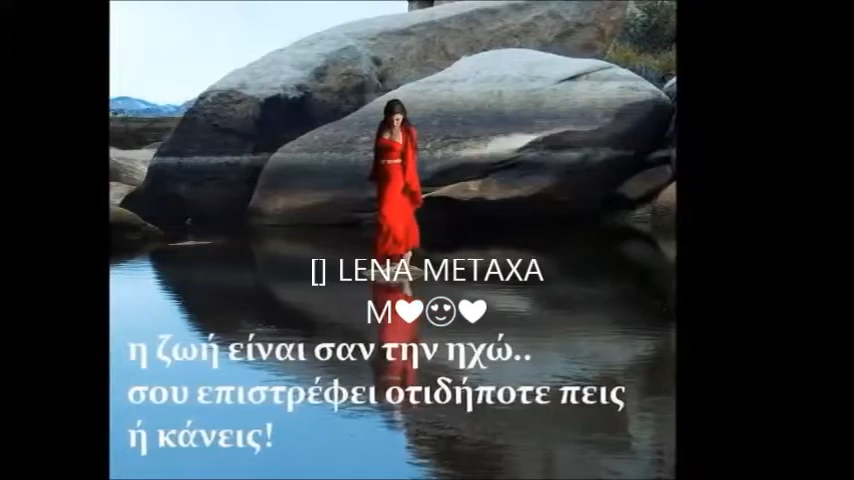 [] LENA METAXA
M♥😍♥
η ζωή είναι σαν την ηχώ..
σου επιστρέφει οτιδήποτε πεις
ή κάνεις!